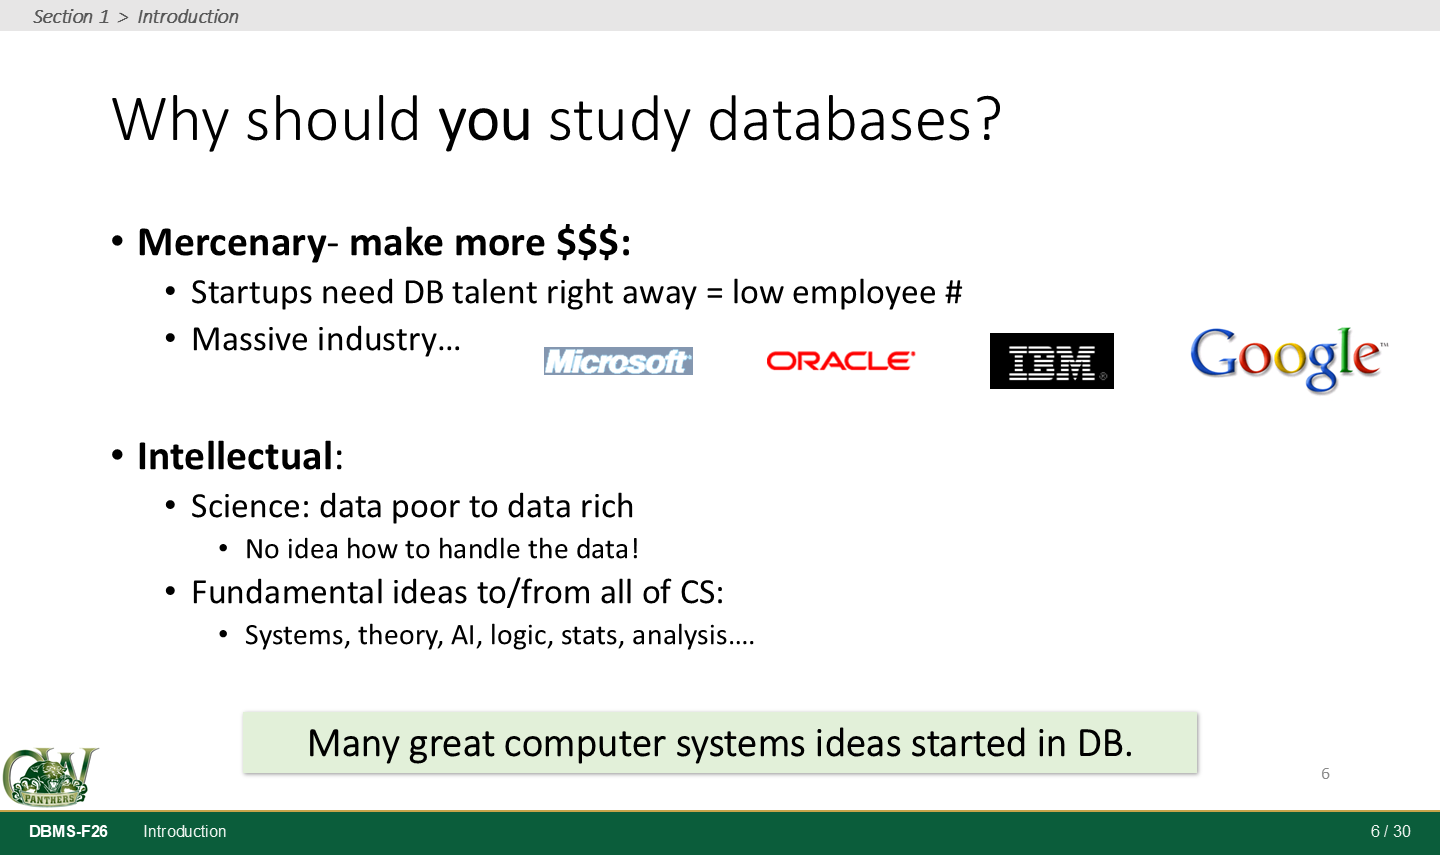 Section 1 > Introduction
Why should you study databases?
• Mercenary- make more $$$:
• Startups need DB talent right away = low employee #
• Massive industry…
Microsoft
ORACLE
IBM
Google™
• Intellectual:
• Science: data poor to data rich
• No idea how to handle the data!
• Fundamental ideas to/from all of CS:
• Systems, theory, AI, logic, stats, analysis….
Many great computer systems ideas started in DB.
OW
PANTHERS
6
DBMS-F26 Introduction 6 / 30